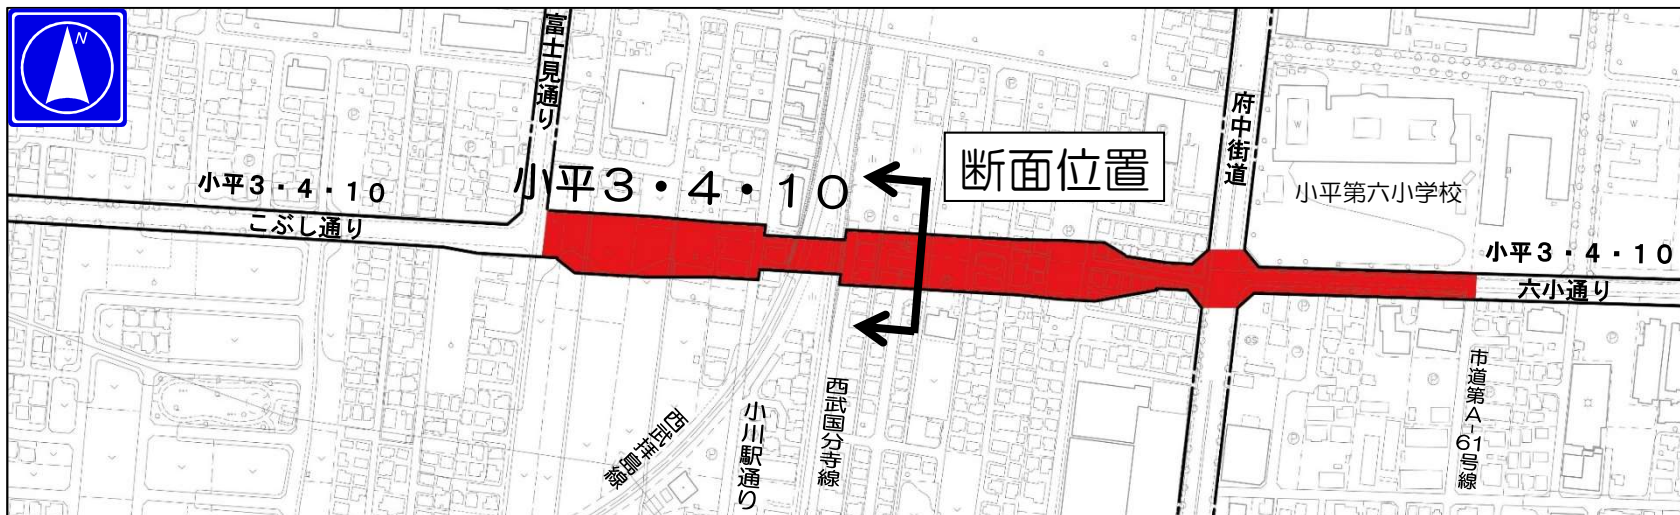 N
富士見通り
府中街道
断面位置
小平3・4・10
小平3・4・10
小平第六小学校
こぶし通り
小平3・4・10
六小通り
西武拝島線
小川駅通り
西武国分寺線
市道第A-61号線